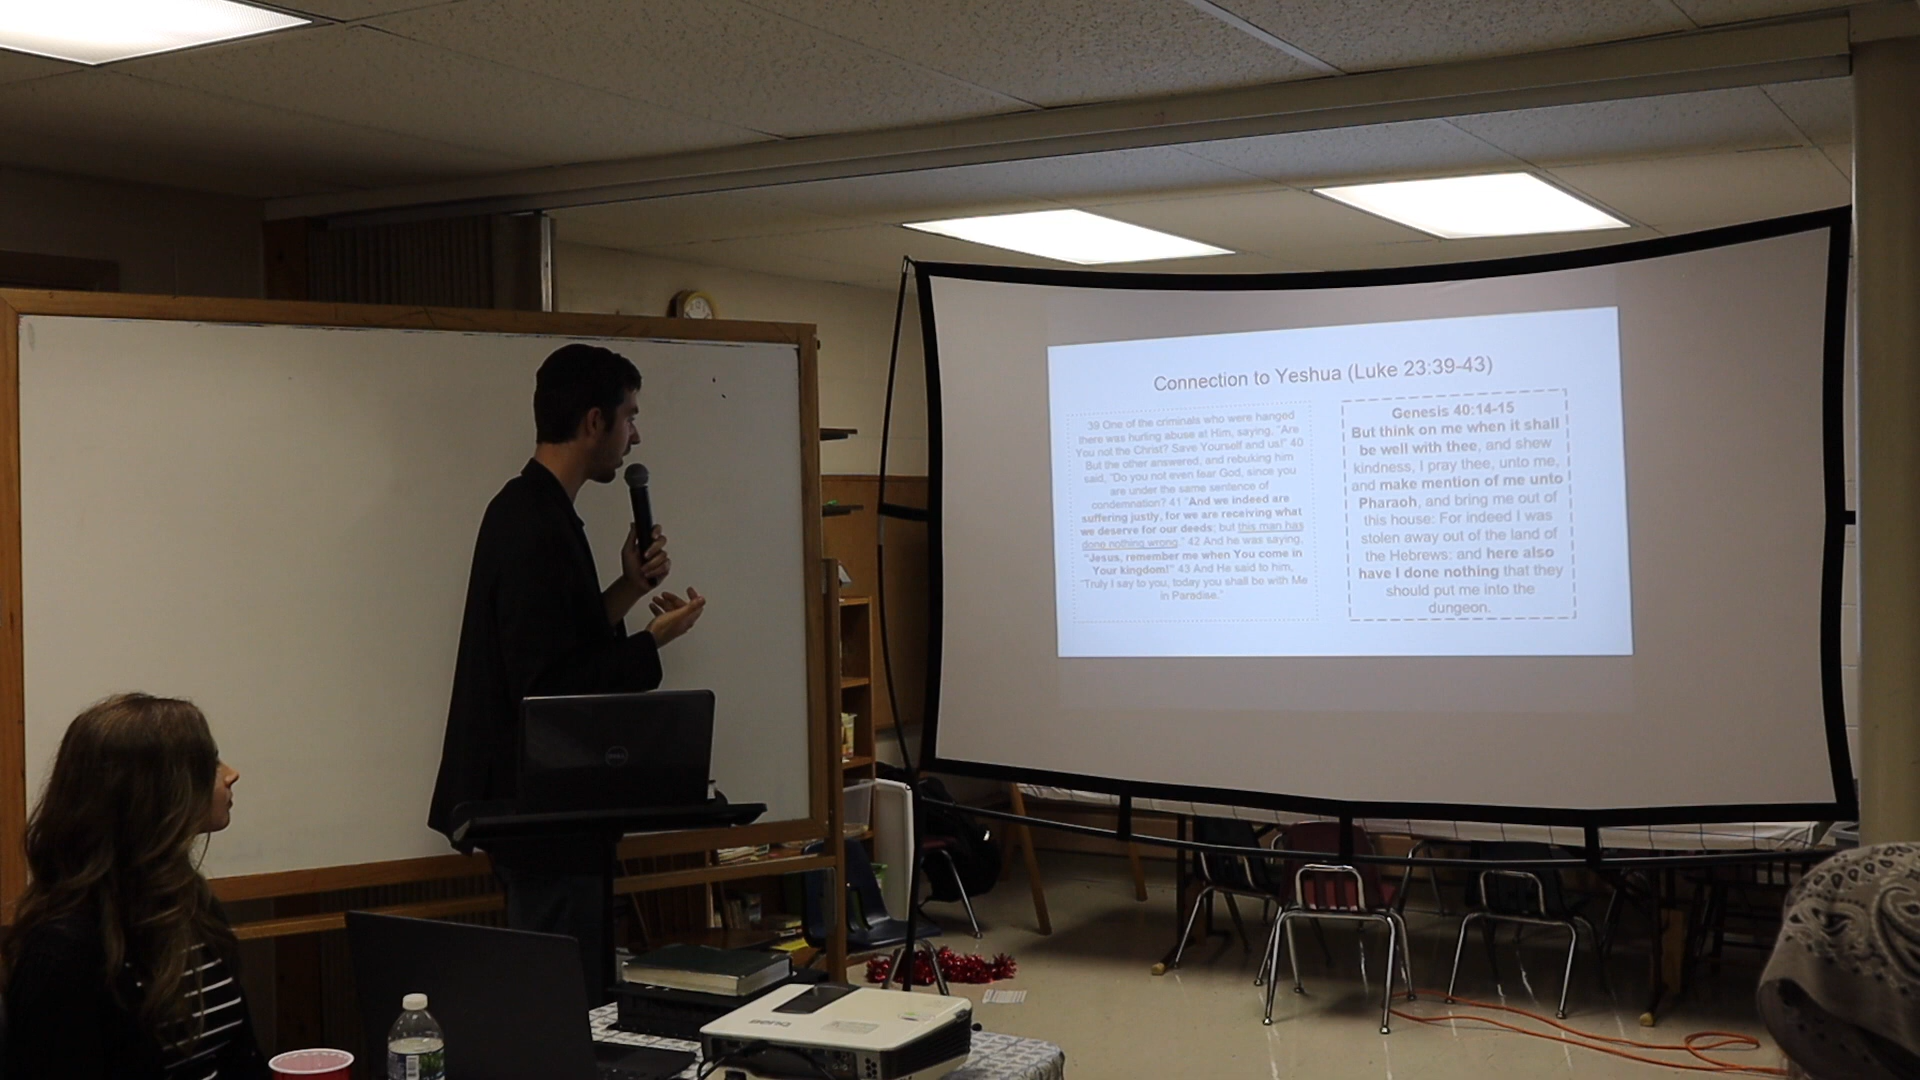 Connection to Yeshua (Luke 23:39-43)
39 One of the criminals who were hanged
there was hurling abuse at Him, saying, "Are
You not the Christ? Save Yourself and us!" 40
But the other answered, and rebuking him
said, "Do you not even fear God, since you
are under the same sentence of
condemnation? 41 "And we indeed are
suffering justly, for we are receiving what
we deserve for our deeds; but this man has
done nothing wrong." 42 And he was saying,
"Jesus, remember me when You come in
Your kingdom!" 43 And He said to him,
"Truly I say to you, today you shall be with Me
in Paradise."
Genesis 40:14-15
But think on me when it shall
be well with thee, and shew
kindness, I pray thee, unto me,
and make mention of me unto
Pharaoh, and bring me out of
this house: For indeed I was
stolen away out of the land of
the Hebrews: and here also
have I done nothing that they
should put me into the
dungeon.
DELL
BenQ